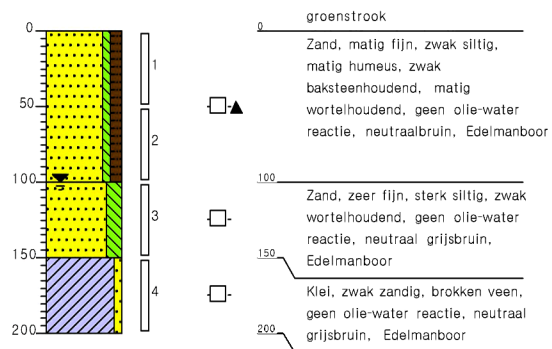 groenstrook
0
0
Zand, matig fijn, zwak siltig,
matig humeus, zwak
baksteenhoudend, matig
wortelhoudend, geen olie-water
reactie, neutraalbruin, Edelmanboor
1
50
2
100
100
Zand, zeer fijn, sterk siltig, zwak
wortelhoudend, geen olie-water
reactie, neutraal grijsbruin,
Edelmanboor
3
150
150
Klei, zwak zandig, brokken veen,
geen olie-water reactie, neutraal
grijsbruin, Edelmanboor
4
200
200